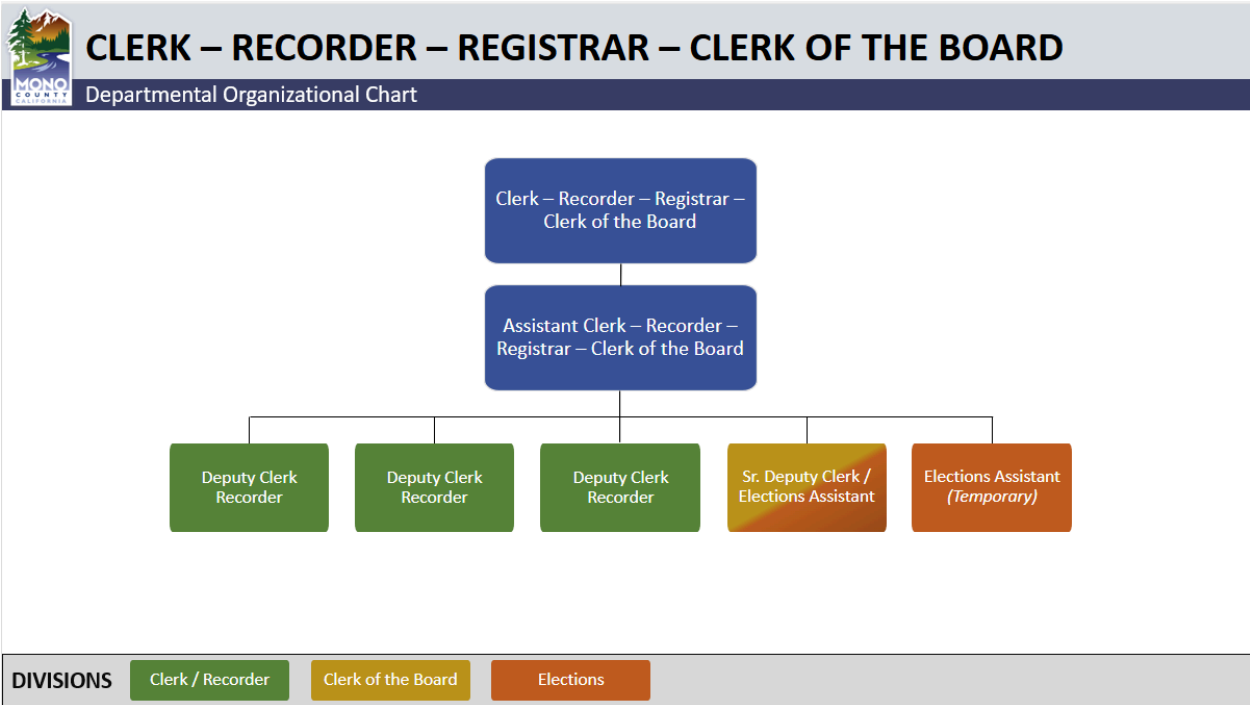 CLERK – RECORDER – REGISTRAR – CLERK OF THE BOARD
MONO
COUNTY
CALIFORNIA
Departmental Organizational Chart
Clerk – Recorder – Registrar –
Clerk of the Board
Assistant Clerk – Recorder –
Registrar – Clerk of the Board
Deputy Clerk
Recorder
Deputy Clerk
Recorder
Deputy Clerk
Recorder
Sr. Deputy Clerk /
Elections Assistant
Elections Assistant
(Temporary)
DIVISIONS
Clerk / Recorder
Clerk of the Board
Elections